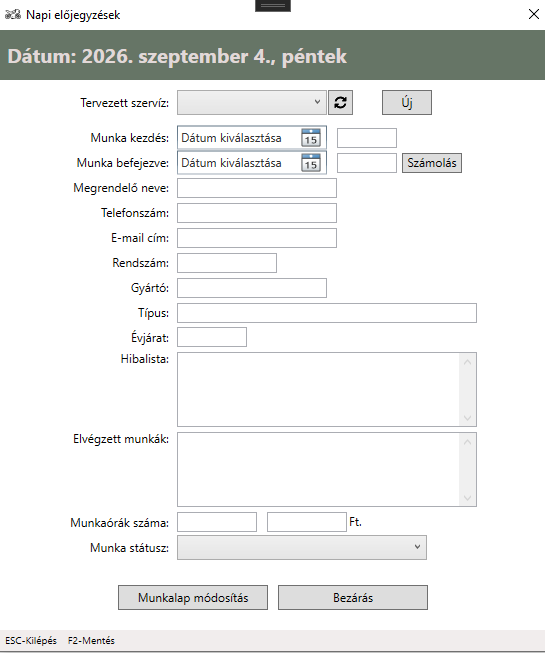 Napi előjegyzések
Dátum: 2026. szeptember 4., péntek
Tervezett szervíz:
Új
Munka kezdés: Dátum kiválasztása 15
Munka befejezve: Dátum kiválasztása 15 Számolás
Megrendelő neve:
Telefonszám:
E-mail cím:
Rendszám:
Gyártó:
Típus:
Évjárat:
Hibalista:
Elvégzett munkák:
Munkaórák száma: Ft.
Munka státusz:
Munkalap módosítás Bezárás
ESC-Kilépés F2-Mentés